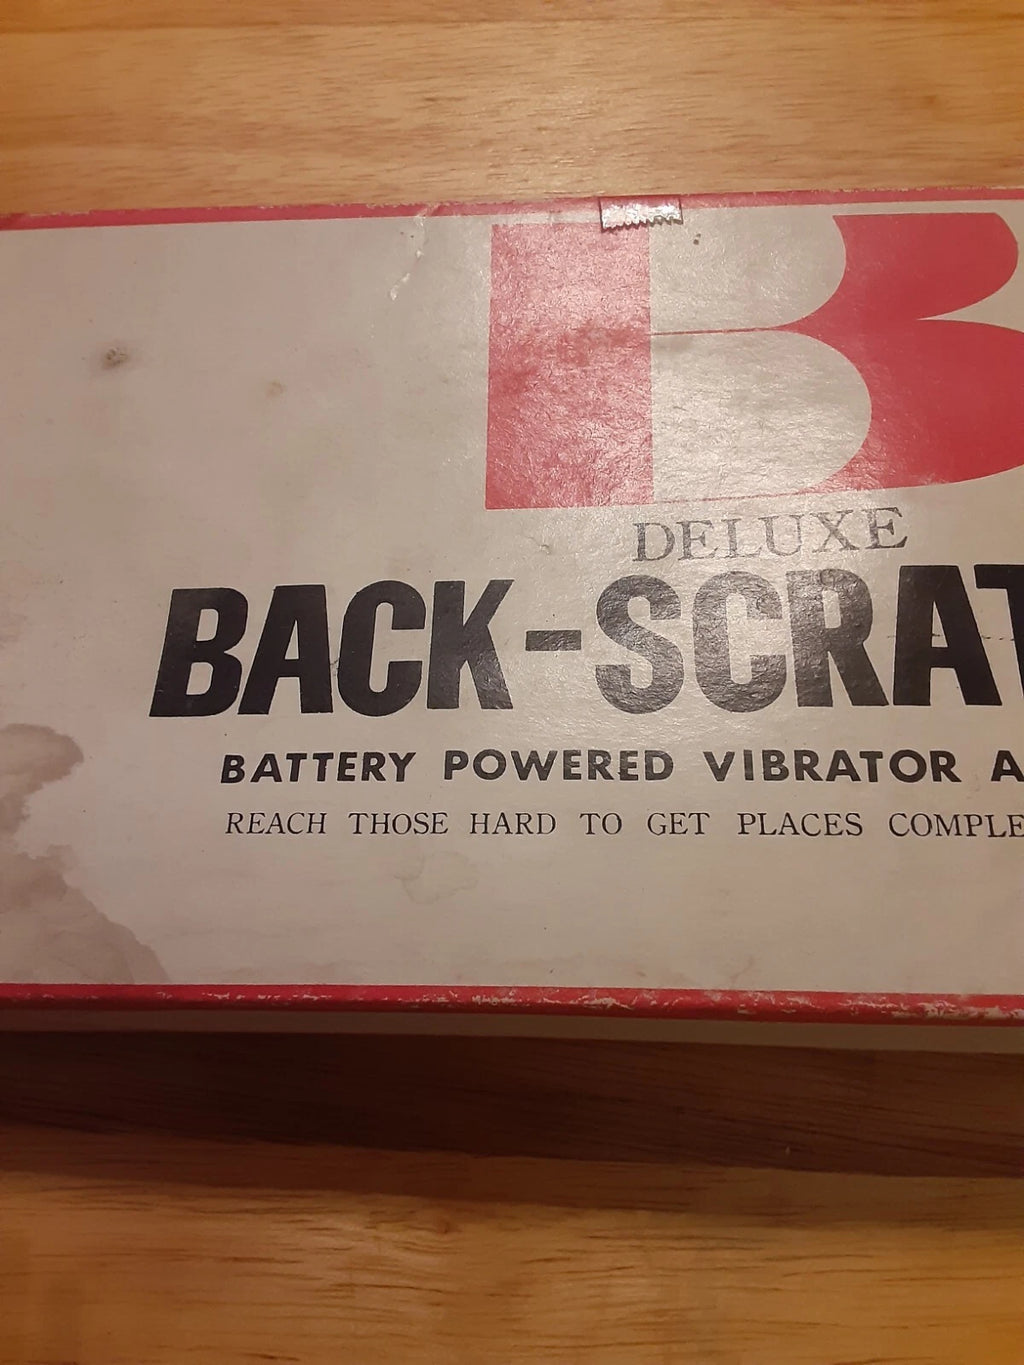 B
DELUXE
BACK-SCRAT
BATTERY POWERED VIBRATOR A
REACH THOSE HARD TO GET PLACES COMPLE